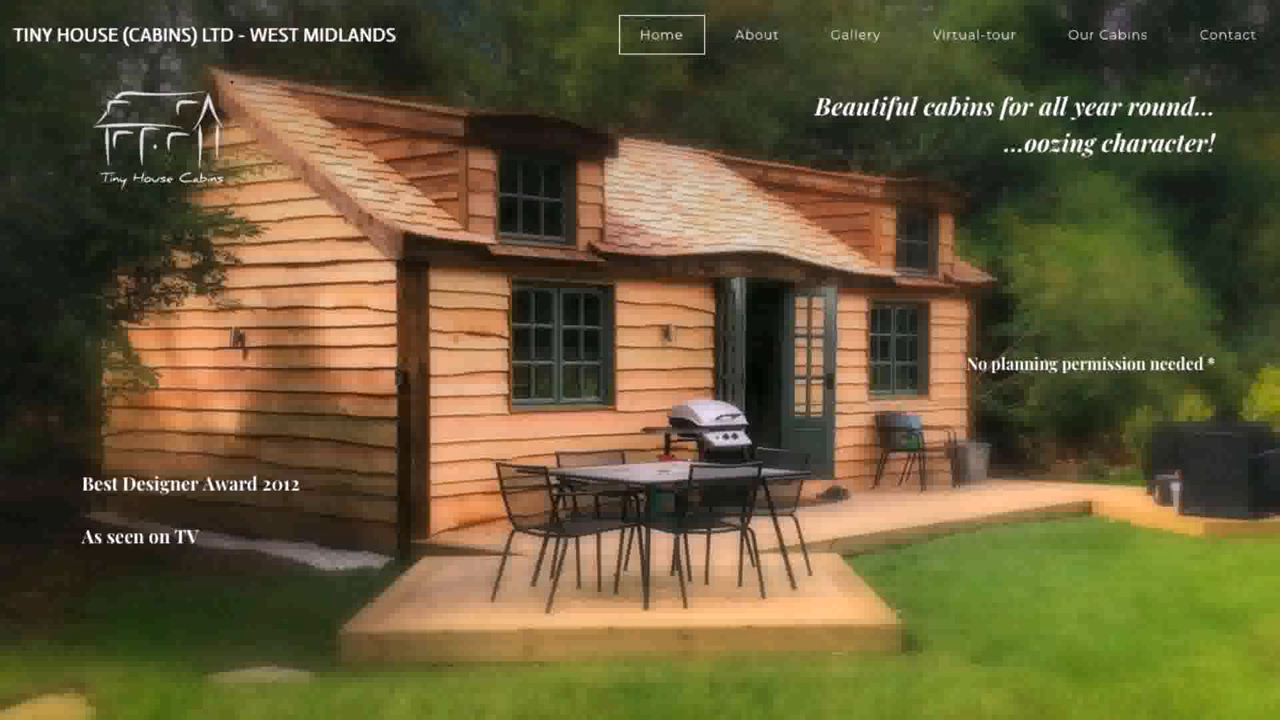 TINY HOUSE (CABINS) LTD - WEST MIDLANDS
Home About Gallery Virtual-tour Our Cabins Contact
Tiny House Cabins
Beautiful cabins for all year round...
...oozing character!
No planning permission needed *
Best Designer Award 2012
As seen on TV